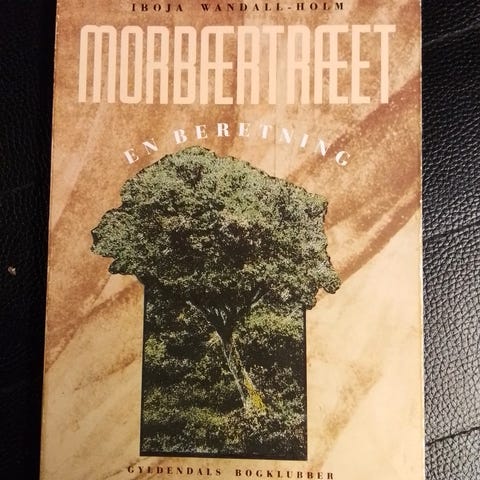 IBOJA WANDALL-HOLM
MORBÆRTRÆET
EN BERETNING
GYLDENDALS BOGKLUBBER